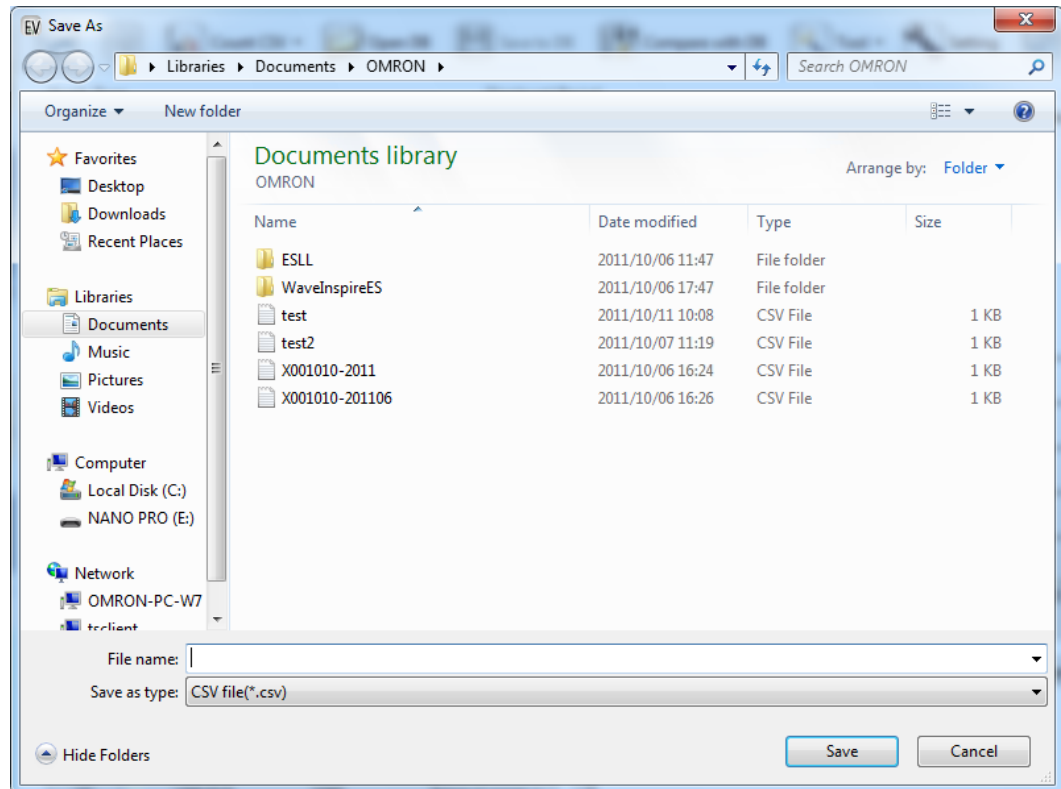 EV Save As
Libraries Documents OMRON
Search OMRON
Organize New folder
Favorites
Desktop
Downloads
Recent Places
Libraries
Documents
Music
Pictures
Videos
Computer
Local Disk (C:)
NANO PRO (E:)
Network
OMRON-PC-W7
tsclient
Documents library
OMRON
Arrange by: Folder
Name Date modified Type Size
ESLL 2011/10/06 11:47 File folder
WaveInspireES 2011/10/06 17:47 File folder
test 2011/10/11 10:08 CSV File 1 KB
test2 2011/10/07 11:19 CSV File 1 KB
X001010-2011 2011/10/06 16:24 CSV File 1 KB
X001010-201106 2011/10/06 16:26 CSV File 1 KB
File name:
Save as type: CSV file(*.csv)
Hide Folders
Save Cancel